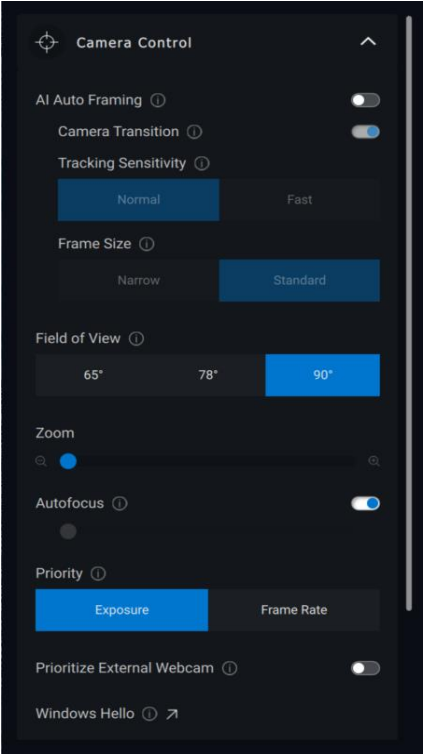 Camera Control
AI Auto Framing
Camera Transition
Tracking Sensitivity
Normal Fast
Frame Size
Narrow Standard
Field of View
65° 78° 90°
Zoom
Autofocus
Priority
Exposure Frame Rate
Prioritize External Webcam
Windows Hello